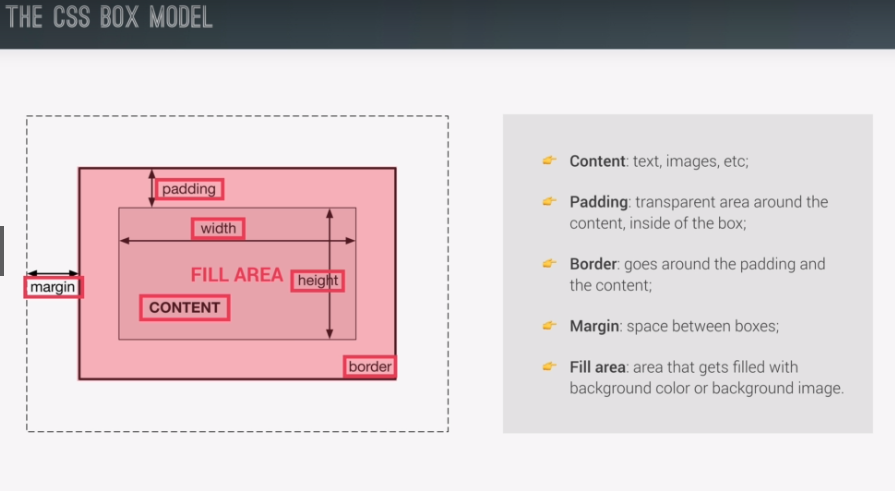 THE CSS BOX MODEL
padding
width
FILL AREA
height
margin
CONTENT
border
Content: text, images, etc;
Padding: transparent area around the
content, inside of the box;
Border: goes around the padding and
the content;
Margin: space between boxes;
Fill area: area that gets filled with
background color or background image.